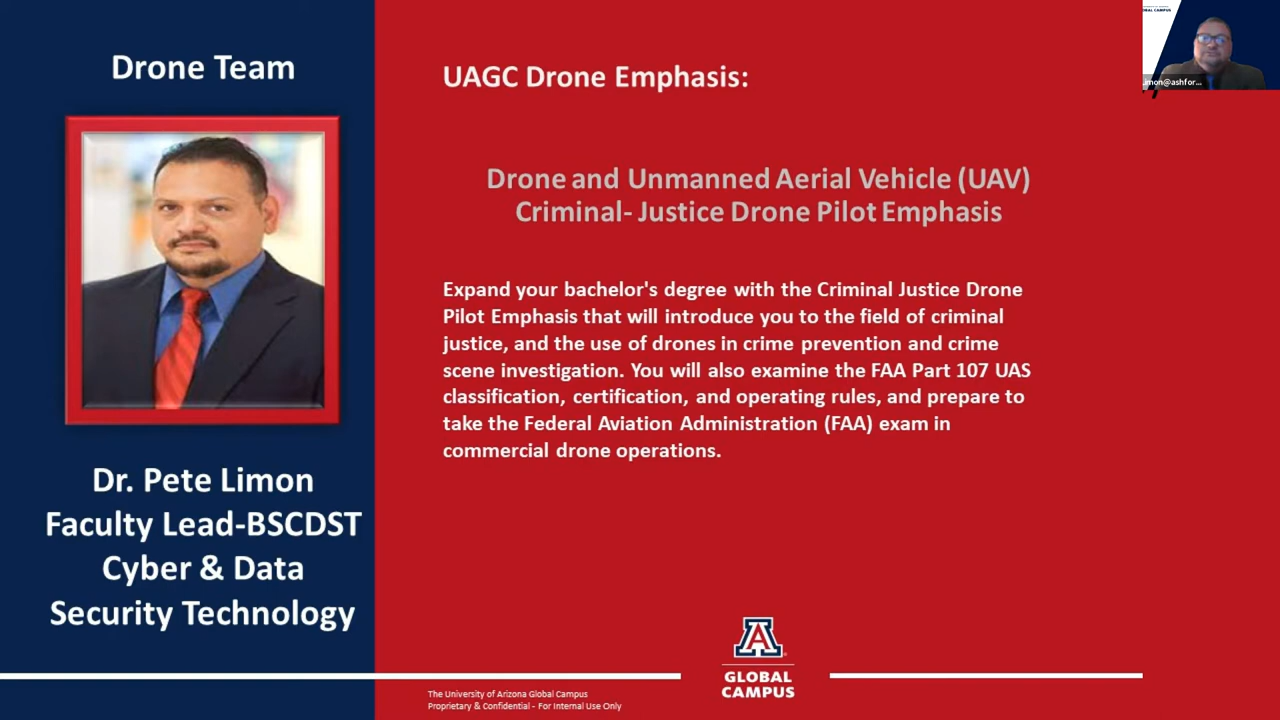 Drone Team
Dr. Pete Limon
Faculty Lead-BSCDST
Cyber & Data
Security Technology
UAGC Drone Emphasis:
Drone and Unmanned Aerial Vehicle (UAV)
Criminal- Justice Drone Pilot Emphasis
Expand your bachelor's degree with the Criminal Justice Drone
Pilot Emphasis that will introduce you to the field of criminal
justice, and the use of drones in crime prevention and crime
scene investigation. You will also examine the FAA Part 107 UAS
classification, certification, and operating rules, and prepare to
take the Federal Aviation Administration (FAA) exam in
commercial drone operations.
A
GLOBAL
CAMPUS
The University of Arizona Global Campus
Proprietary & Confidential - For Internal Use Only
CAMPUS
imon@ashfor...